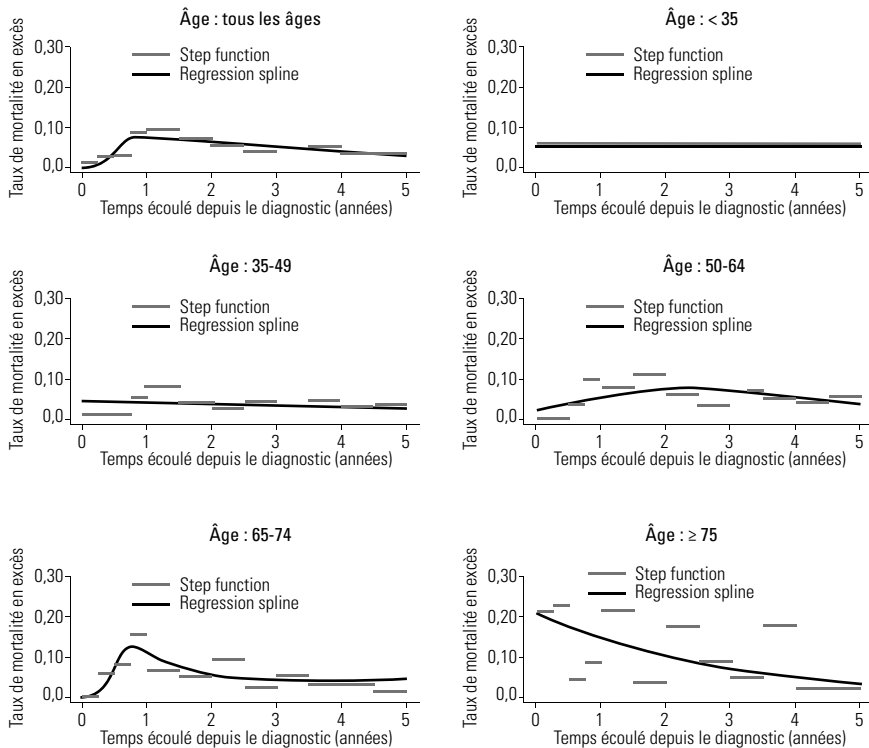 Âge : tous les âges
Taux de mortalité en excès
0,30
0,20
0,10
0,0
Step function
Regression spline
0 1 2 3 4 5
Temps écoulé depuis le diagnostic (années)
Âge : < 35
Taux de mortalité en excès
0,30
0,20
0,10
0,0
Step function
Regression spline
0 1 2 3 4 5
Temps écoulé depuis le diagnostic (années)
Âge : 35-49
Taux de mortalité en excès
0,30
0,20
0,10
0,0
Step function
Regression spline
0 1 2 3 4 5
Temps écoulé depuis le diagnostic (années)
Âge : 50-64
Taux de mortalité en excès
0,30
0,20
0,10
0,0
Step function
Regression spline
0 1 2 3 4 5
Temps écoulé depuis le diagnostic (années)
Âge : 65-74
Taux de mortalité en excès
0,30
0,20
0,10
0,0
Step function
Regression spline
0 1 2 3 4 5
Temps écoulé depuis le diagnostic (années)
Âge : ≥ 75
Taux de mortalité en excès
0,30
0,20
0,10
0,0
Step function
Regression spline
0 1 2 3 4 5
Temps écoulé depuis le diagnostic (années)